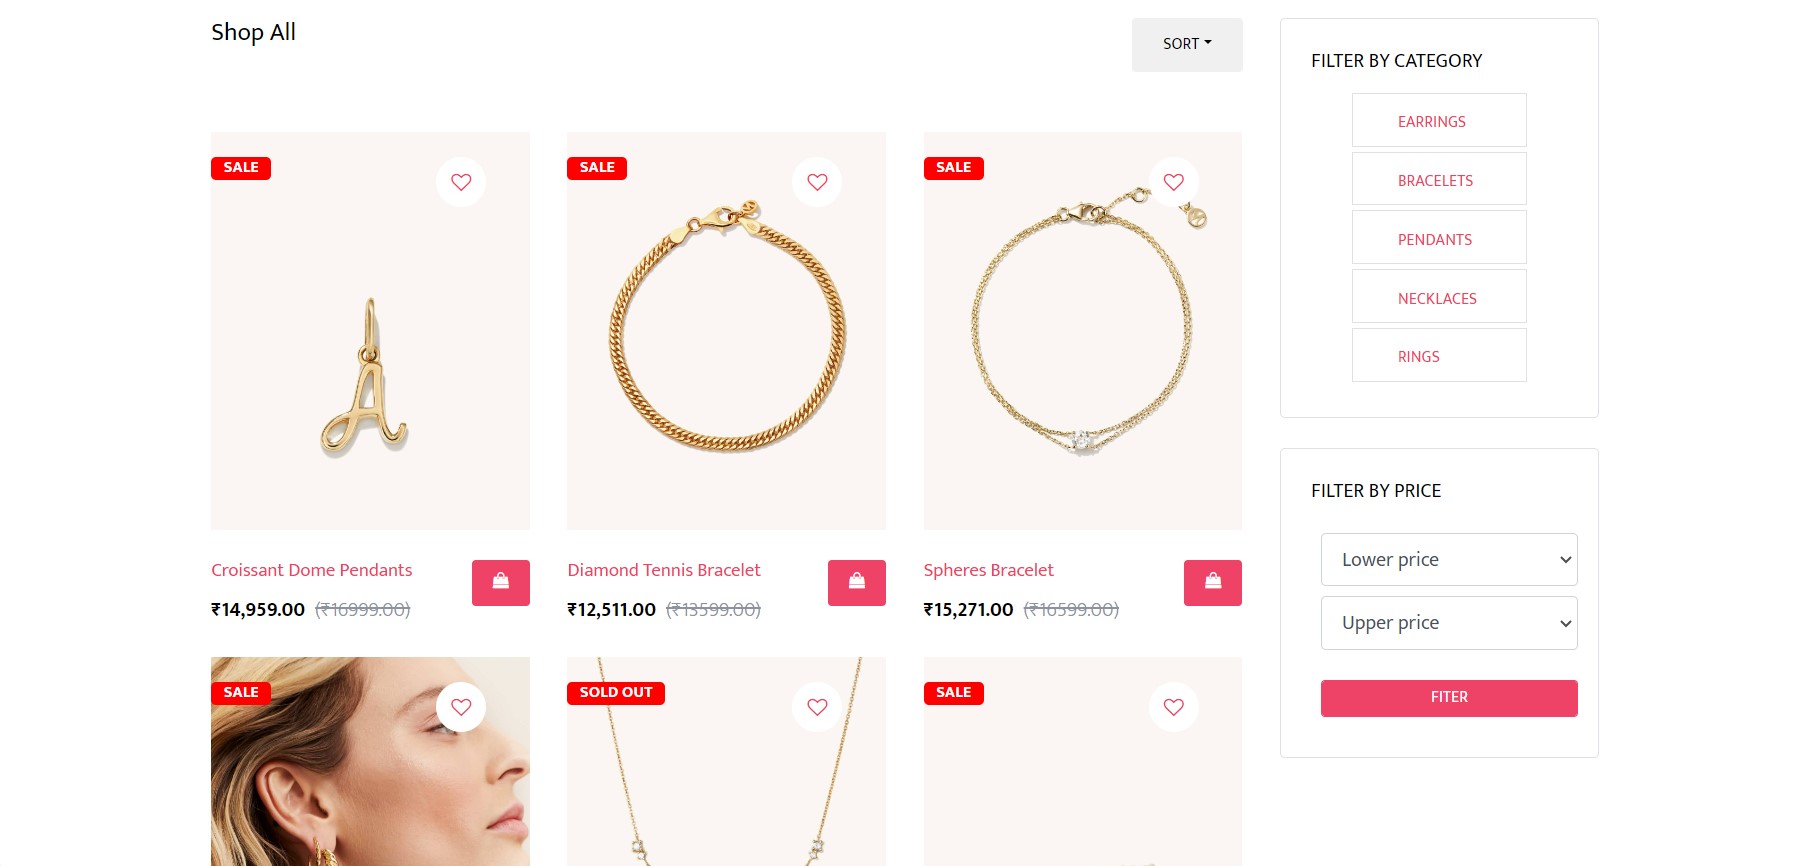 Shop All
SORT
SALE
SALE
SALE
Croissant Dome Pendants
₹14,959.00 (₹16999.00)
Diamond Tennis Bracelet
₹12,511.00 (₹13599.00)
Spheres Bracelet
₹15,271.00 (₹16599.00)
SALE
SOLD OUT
SALE
FILTER BY CATEGORY
EARRINGS
BRACELETS
PENDANTS
NECKLACES
RINGS
FILTER BY PRICE
Lower price
Upper price
FITER